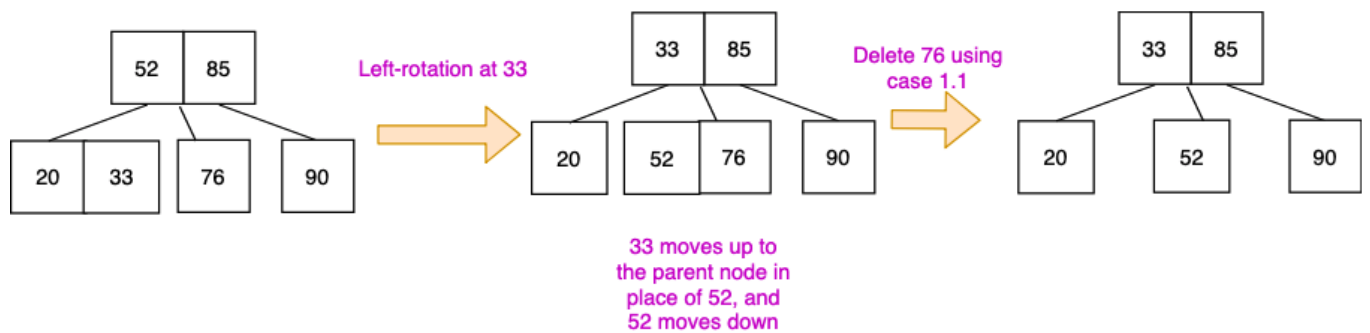 52 85
20 33 76 90
Left-rotation at 33
33 85
20 52 76 90
33 moves up to
the parent node in
place of 52, and
52 moves down
Delete 76 using
case 1.1
33 85
20 52 90